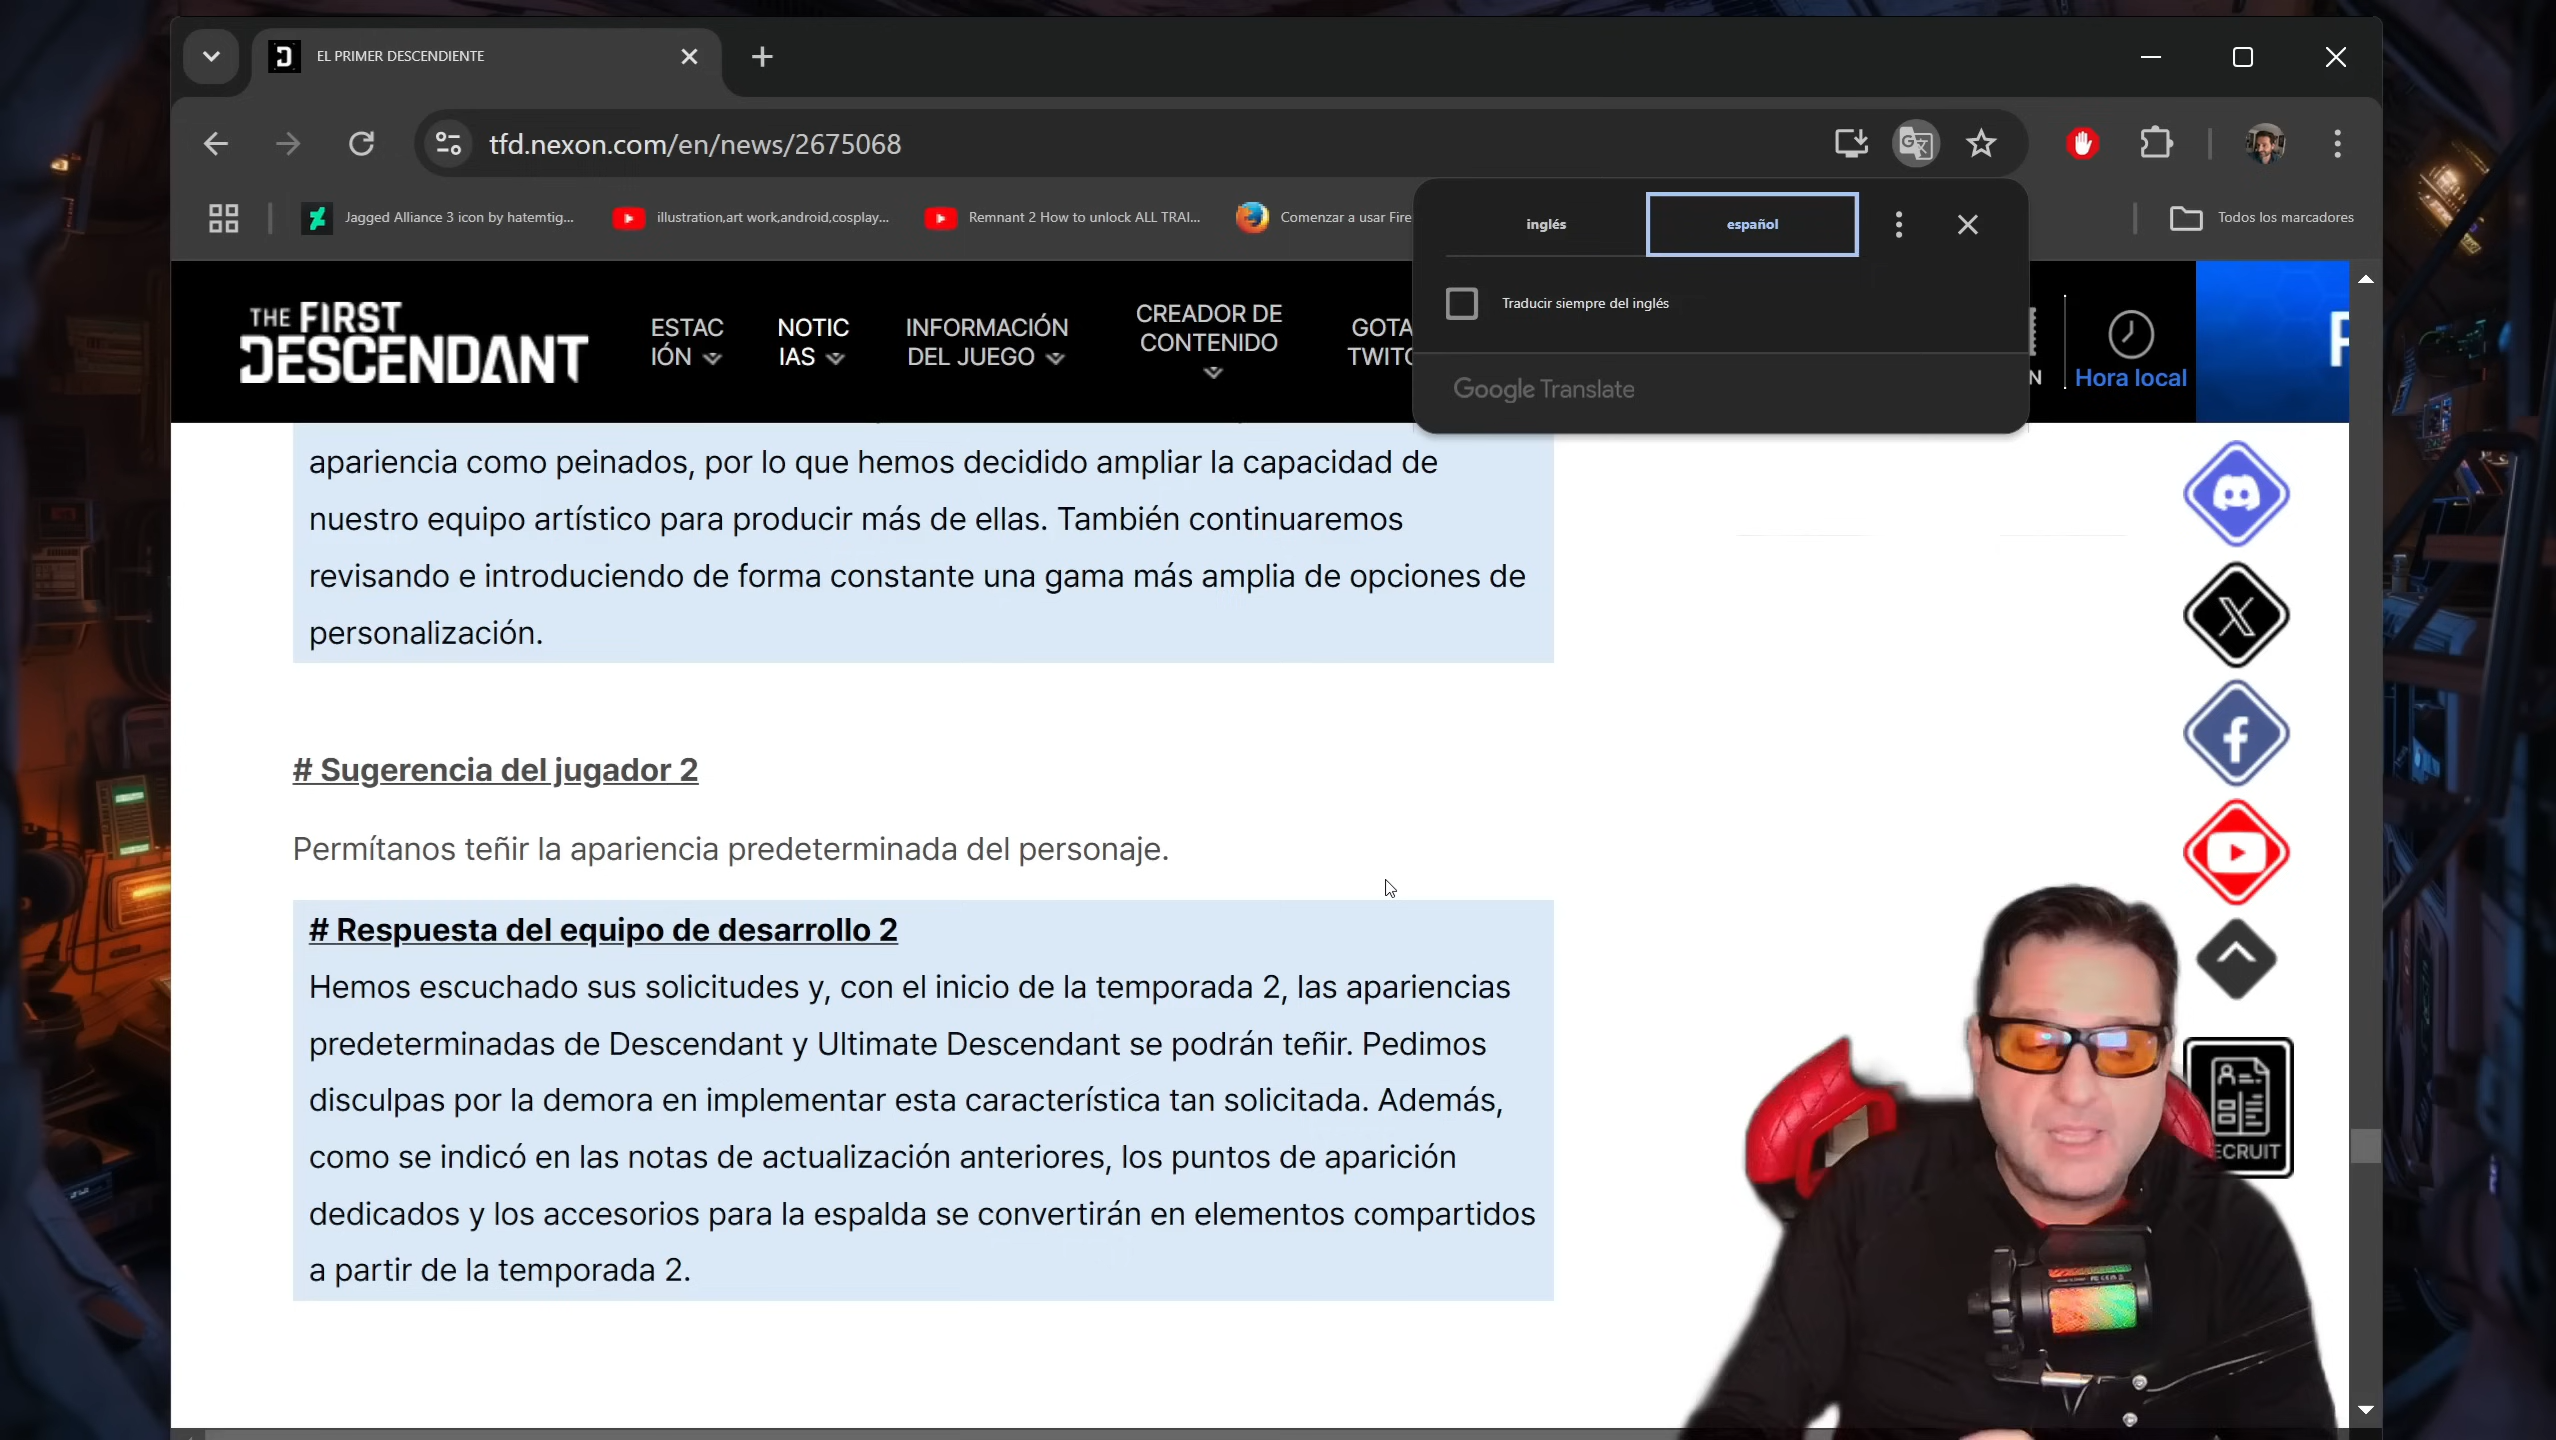 EL PRIMER DESCENDIENTE
tfd.nexon.com/en/news/2675068
Jagged Alliance 3 icon by hatemtig...
illustration,art work,android,cosplay...
Remnant 2 How to unlock ALL TRAI...
Comenzar a usar Fire
Todos los marcadores
inglés
español
Traducir siempre del inglés
Google Translate
THE FIRST
DESCENDANT
ESTAC
IÓN
NOTIC
IAS
INFORMACIÓN
DEL JUEGO
CREADOR DE
CONTENIDO
GOTA
TWITC
N
Hora local
apariencia como peinados, por lo que hemos decidido ampliar la capacidad de
nuestro equipo artístico para producir más de ellas. También continuaremos
revisando e introduciendo de forma constante una gama más amplia de opciones de
personalización.
# Sugerencia del jugador 2
Permítanos teñir la apariencia predeterminada del personaje.
# Respuesta del equipo de desarrollo 2
Hemos escuchado sus solicitudes y, con el inicio de la temporada 2, las apariencias
predeterminadas de Descendant y Ultimate Descendant se podrán teñir. Pedimos
disculpas por la demora en implementar esta característica tan solicitada. Además,
como se indicó en las notas de actualización anteriores, los puntos de aparición
dedicados y los accesorios para la espalda se convertirán en elementos compartidos
a partir de la temporada 2.
ECRUIT